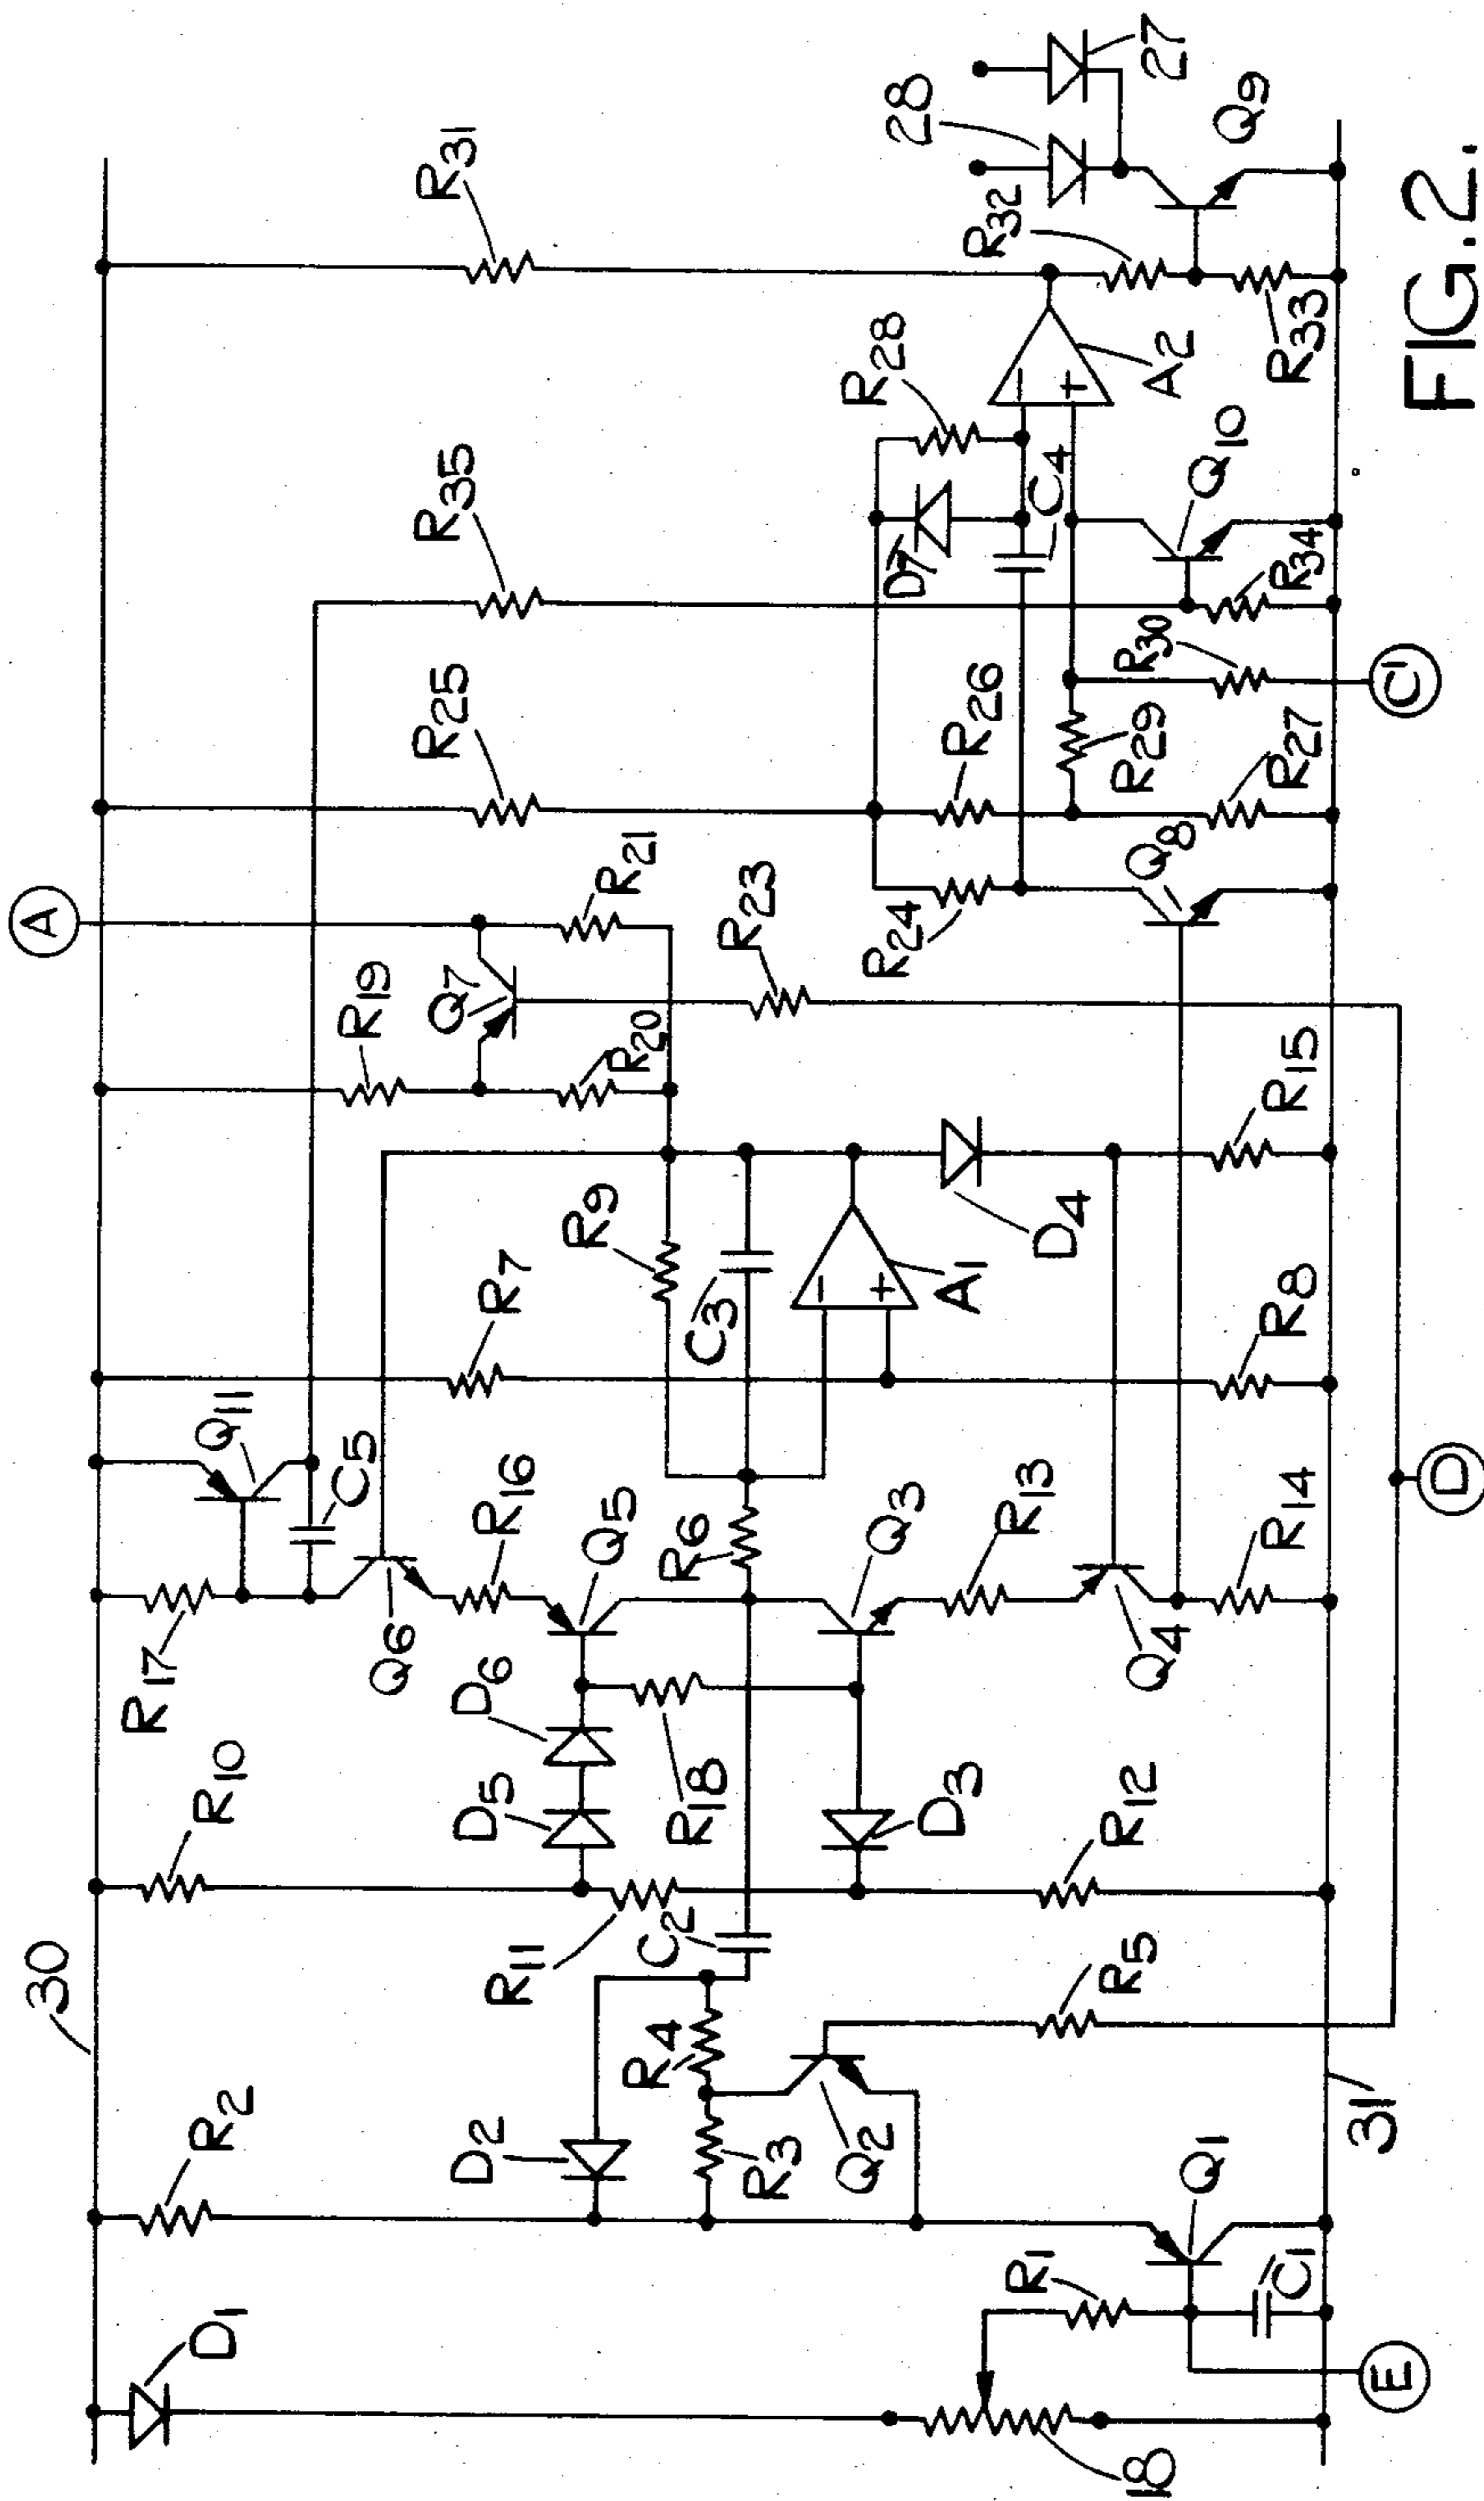 30
31
18
D1
R1
C1
E
Q1
R2
D2
R3
R4
Q2
R5
C2
R11
R10
R12
D5
D6
D3
R18
R17
Q6
Q5
Q3
Q4
R16
R13
R14
R6
C5
Q11
R7
R8
R9
C3
A1
D4
R15
D
R19
R20
Q7
R21
A
R23
R24
Q8
R25
R26
R27
R29
R30
C'
R35
R34
D7
C4
Q10
R28
A2
R31
R32
R33
Q9
28
27
FIG.2.